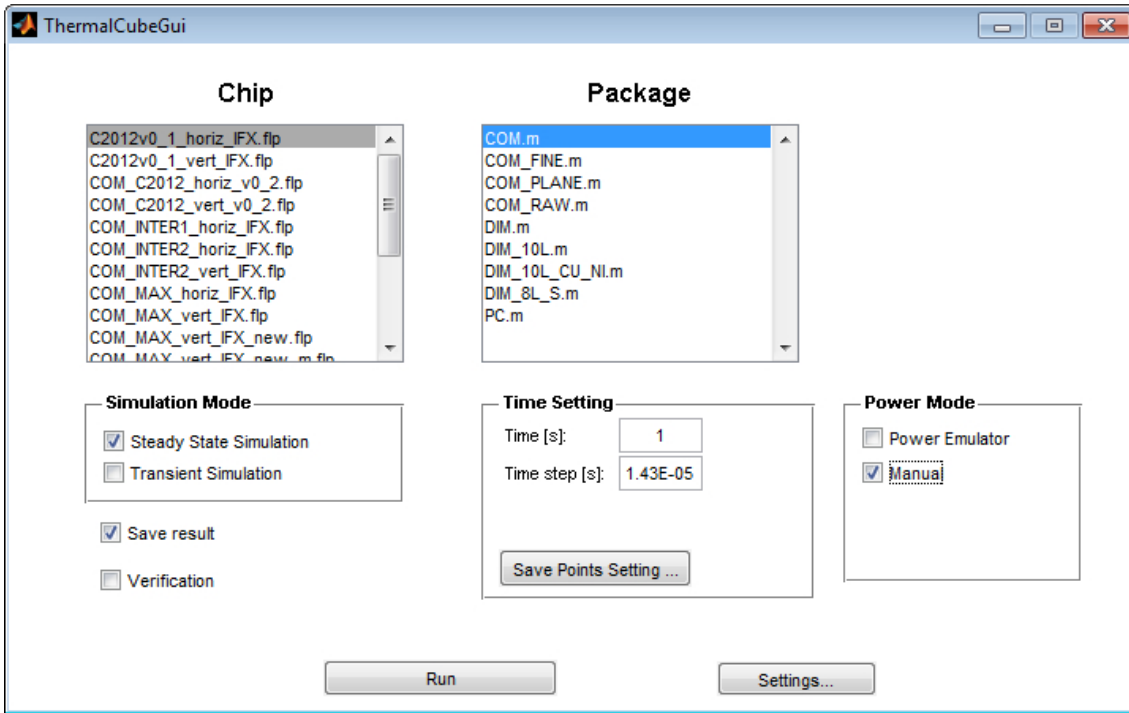 ThermalCubeGui
Chip
Package
C2012v0_1_horiz_IFX.flp
C2012v0_1_vert_IFX.flp
COM_C2012_horiz_v0_2.flp
COM_C2012_vert_v0_2.flp
COM_INTER1_horiz_IFX.flp
COM_INTER2_horiz_IFX.flp
COM_INTER2_vert_IFX.flp
COM_MAX_horiz_IFX.flp
COM_MAX_vert_IFX.flp
COM_MAX_vert_IFX_new.flp
COM_MAX_vert_IFX_new_m.flp
COM.m
COM_FINE.m
COM_PLANE.m
COM_RAW.m
DIM.m
DIM_10L.m
DIM_10L_CU_NI.m
DIM_8L_S.m
PC.m
Simulation Mode
Steady State Simulation
Transient Simulation
Save result
Verification
Time Setting
Time [s]: 1
Time step [s]: 1.43E-05
Save Points Setting ...
Power Mode
Power Emulator
Manual
Run
Settings...